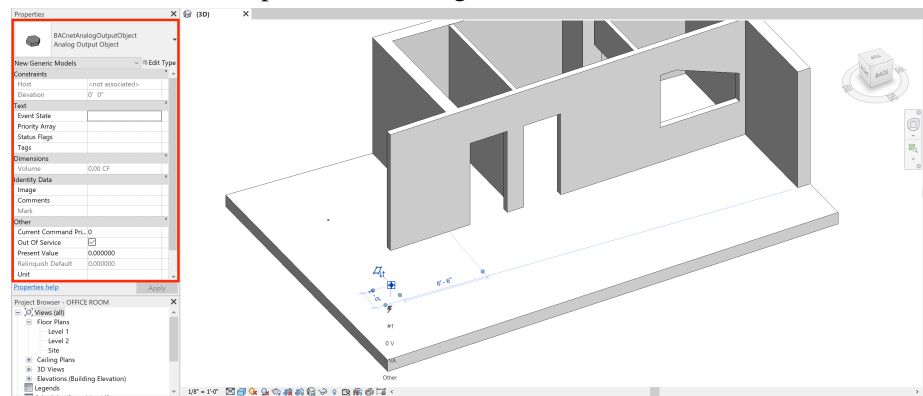 Properties
{3D}
BACnetAnalogOutputObject
Analog Output Object
New Generic Models
Edit Type
Constraints
Host <not associated>
Elevation 0' 0"
Text
Event State
Priority Array
Status Flags
Tags
Dimensions
Volume 0.00 CF
Identity Data
Image
Comments
Mark
Other
Current Command Pri... 0
Out Of Service
Present Value 0.000000
Relinquish Default 0.000000
Unit
Properties help
Apply
Project Browser - OFFICE ROOM
Views (all)
Floor Plans
Level 1
Level 2
Site
Ceiling Plans
3D Views
Elevations (Building Elevation)
Legends
BACK
6' - 6"
#1
0 V
Other
1/8" = 1'-0"